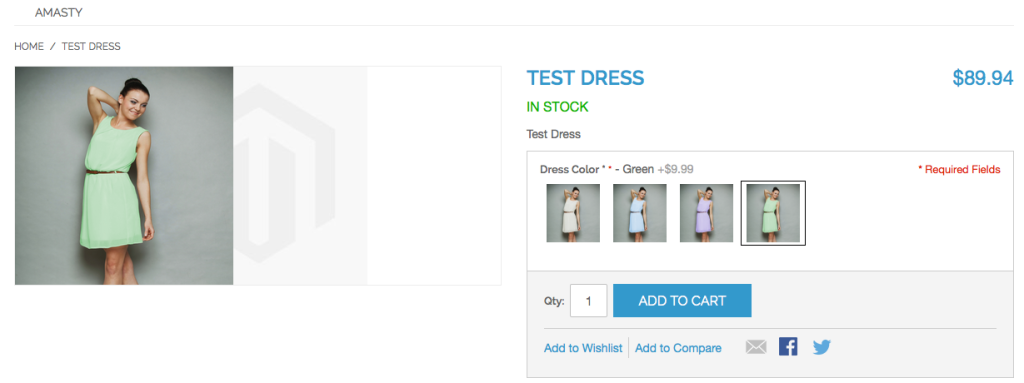 AMASTY
HOME / TEST DRESS
TEST DRESS $89.94
IN STOCK
Test Dress
Dress Color * * - Green +$9.99 * Required Fields
Qty: 1 ADD TO CART
Add to Wishlist Add to Compare